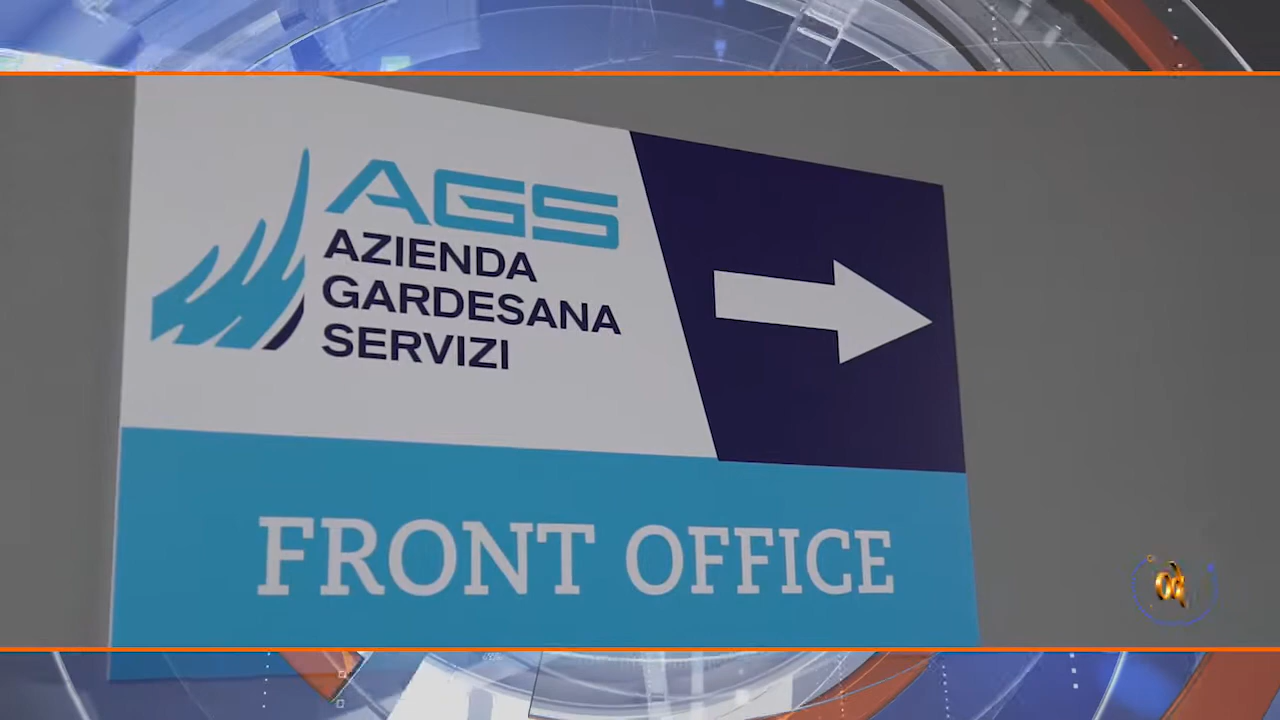 AGS
AZIENDA
GARDESANA
SERVIZI
FRONT OFFICE